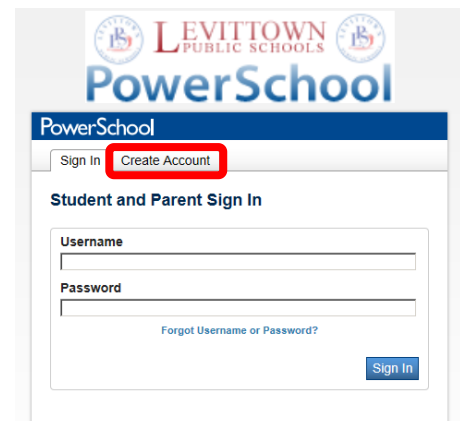 LEVITTOWN
PUBLIC SCHOOLS
PowerSchool
PowerSchool
Sign In Create Account
Student and Parent Sign In
Username
Password
Forgot Username or Password?
Sign In